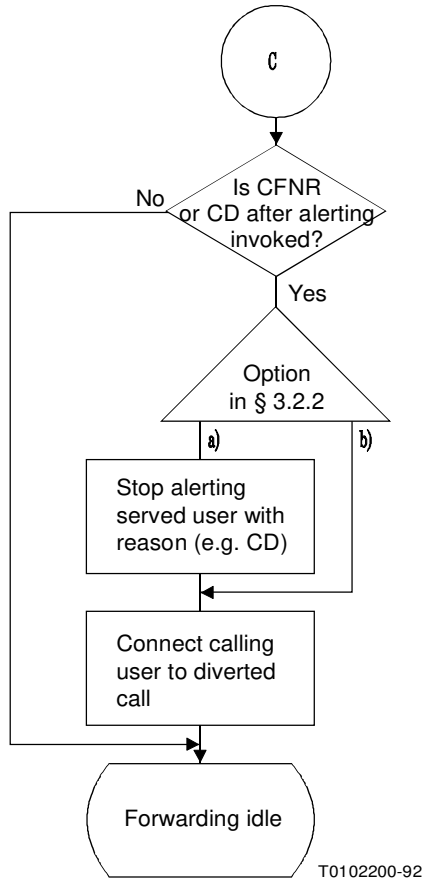 C
Is CFNR
or CD after alerting
invoked?
No
Yes
Option
in § 3.2.2
a)
b)
Stop alerting
served user with
reason (e.g. CD)
Connect calling
user to diverted
call
Forwarding idle
T0102200-92